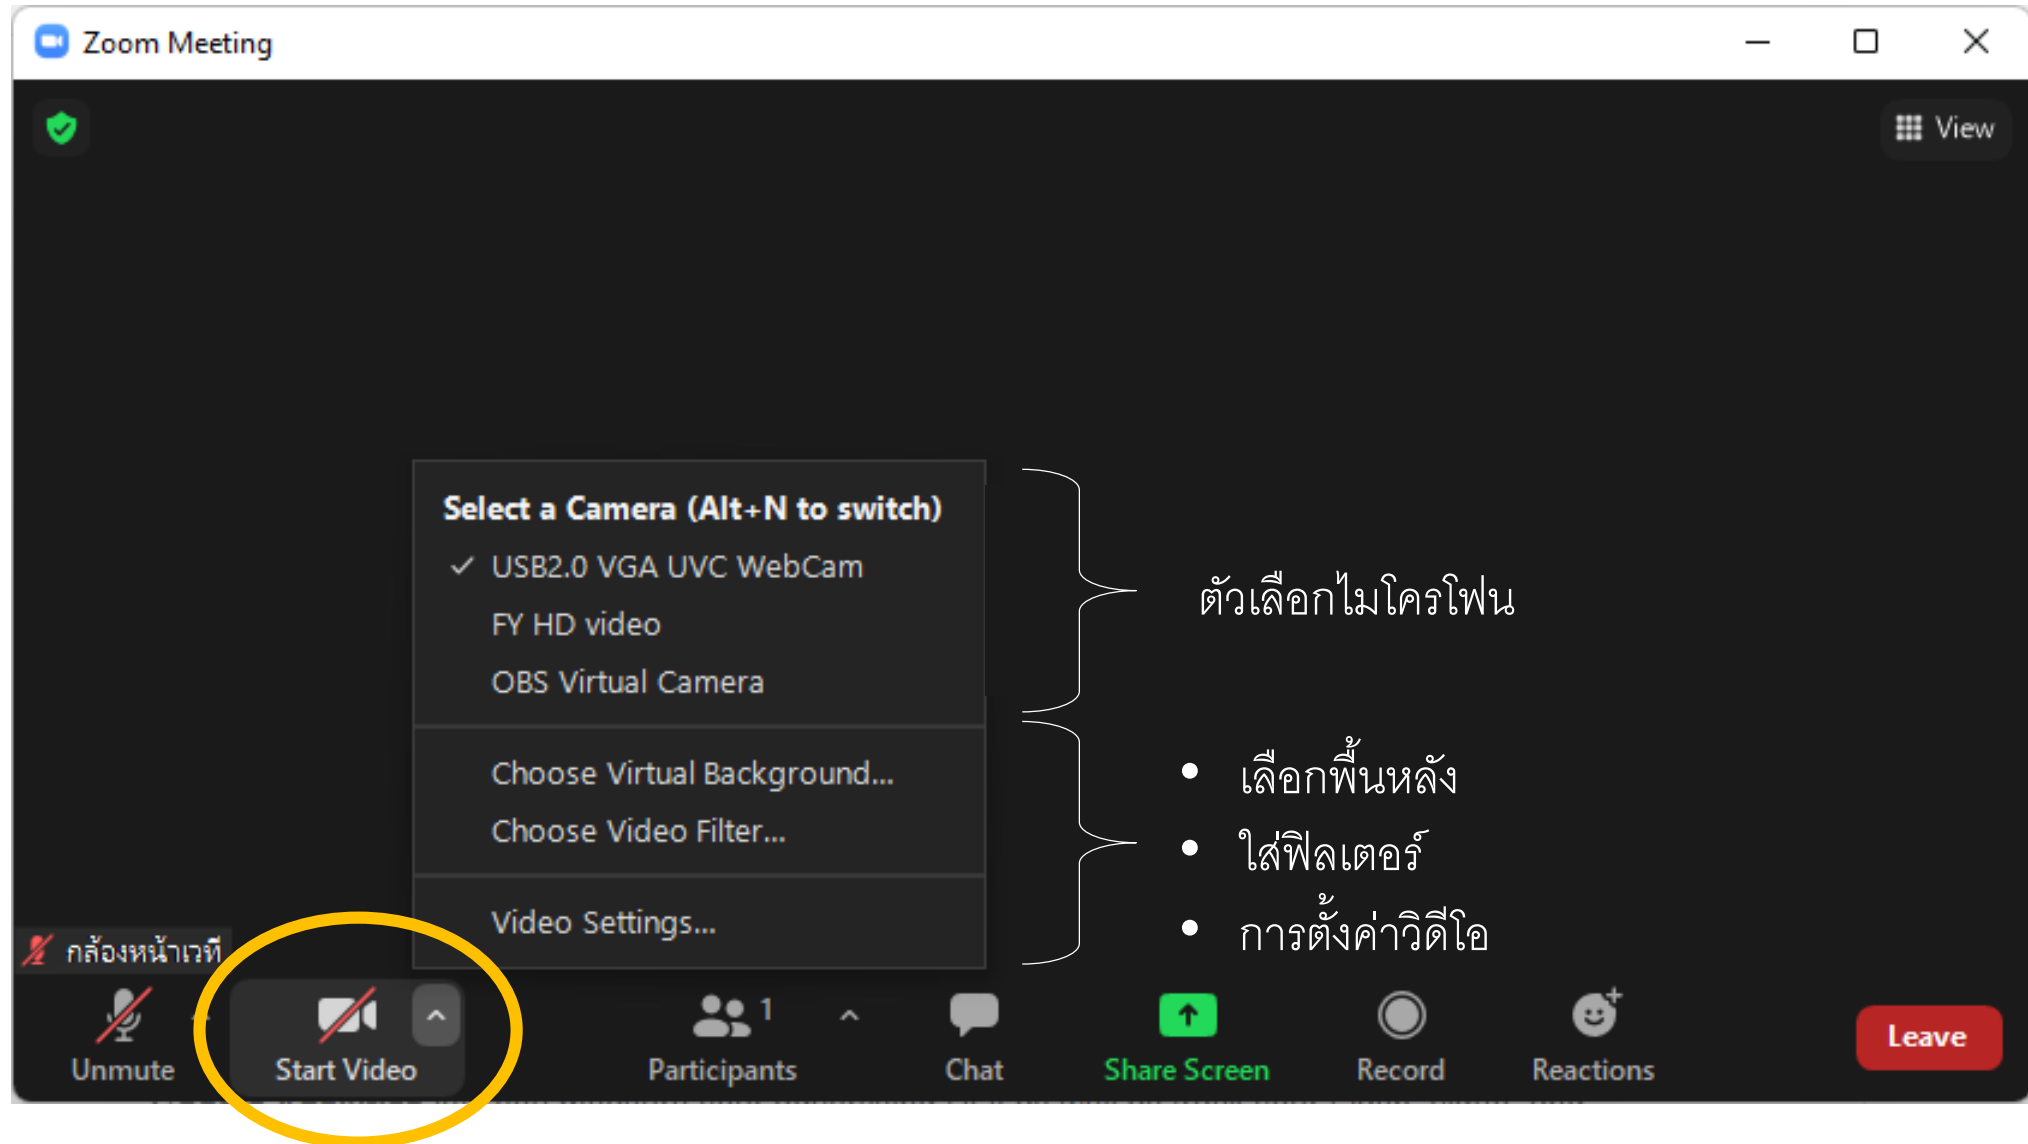 Zoom Meeting
View
Select a Camera (Alt+N to switch)
USB2.0 VGA UVC WebCam
FY HD video
OBS Virtual Camera
ตัวเลือกไมโครโฟน
Choose Virtual Background...
Choose Video Filter...
Video Settings...
• เลือกพื้นหลัง
• ใส่ฟิลเตอร์
• การตั้งค่าวิดีโอ
กล้องหน้าเวที
1
Unmute
Start Video
Participants
Chat
Share Screen
Record
Reactions
Leave